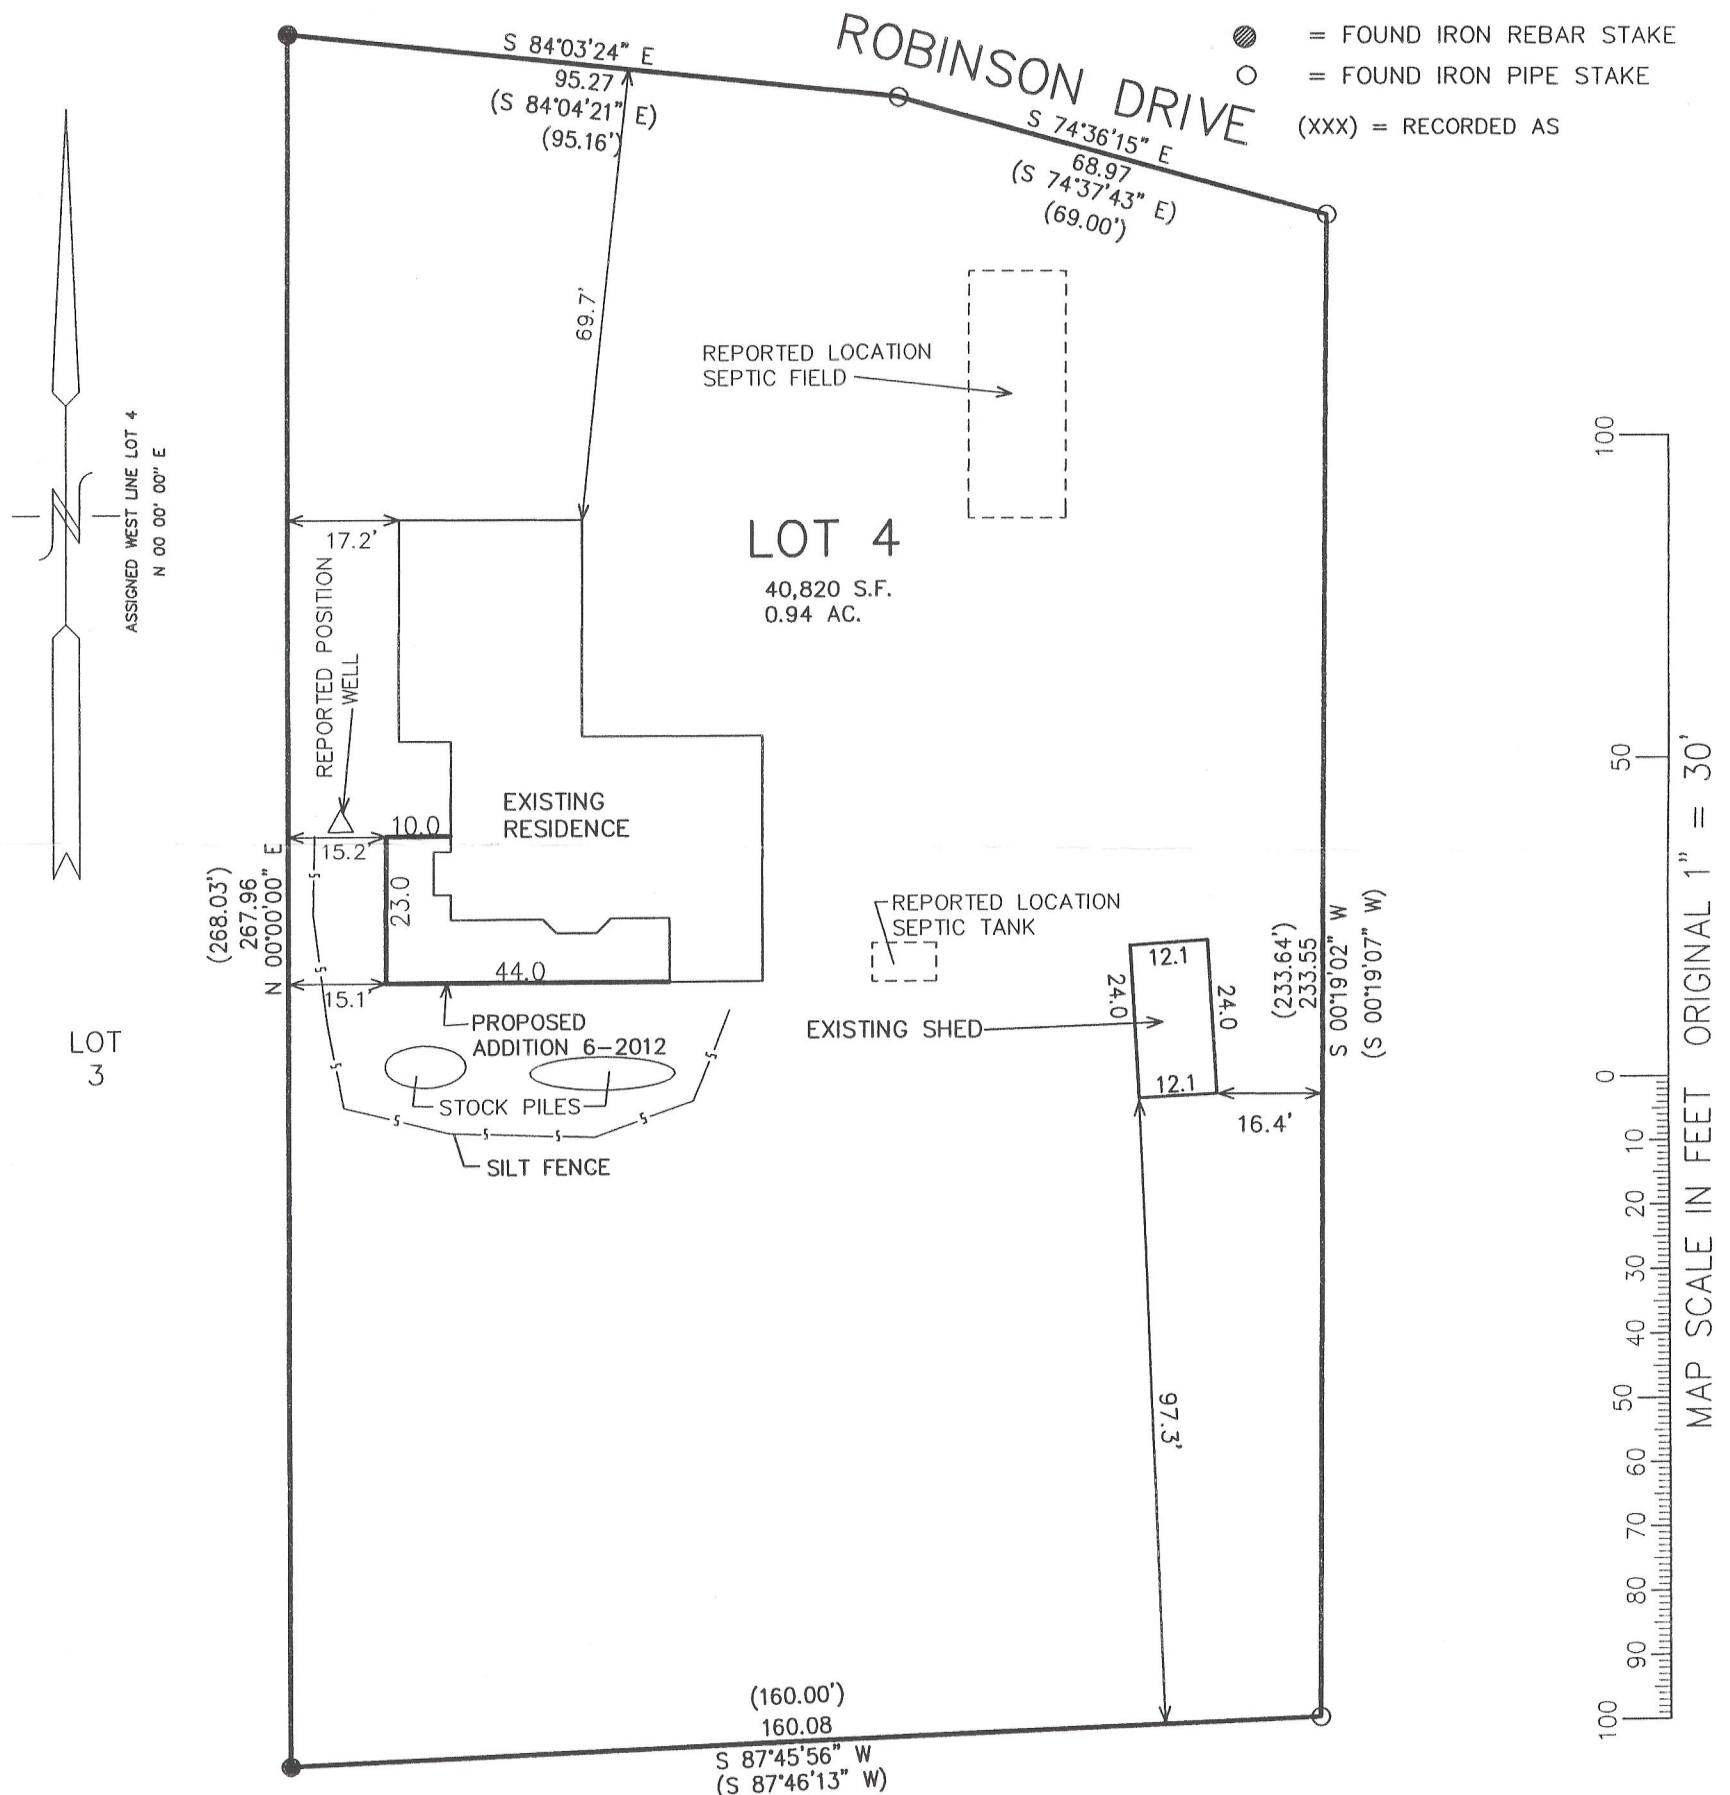 ROBINSON DRIVE
= FOUND IRON REBAR STAKE
= FOUND IRON PIPE STAKE
(XXX) = RECORDED AS
S 84°03'24" E
95.27
(S 84°04'21" E)
(95.16')
S 74°36'15" E
68.97
(S 74°37'43" E)
(69.00')
69.7'
REPORTED LOCATION
SEPTIC FIELD
ASSIGNED WEST LINE LOT 4
N 00 00' 00" E
N
17.2'
LOT 4
40,820 S.F.
0.94 AC.
REPORTED POSITION
WELL
EXISTING
RESIDENCE
10.0
15.2'
23.0
44.0
15.1'
(268.03')
267.96
N 00°00'00" E
REPORTED LOCATION
SEPTIC TANK
12.1
24.0
24.0
12.1
EXISTING SHED
16.4'
(233.64')
233.55
S 00°19'02" W
(S 00°19'07" W)
PROPOSED
ADDITION 6-2012
STOCK PILES
S
S
S
S
S
S
S
S
SILT FENCE
LOT
3
97.3'
(160.00')
160.08
S 87°45'56" W
(S 87°46'13" W)
100
50
0
10
20
30
40
50
60
70
80
90
100
MAP SCALE IN FEET ORIGINAL 1" = 30'